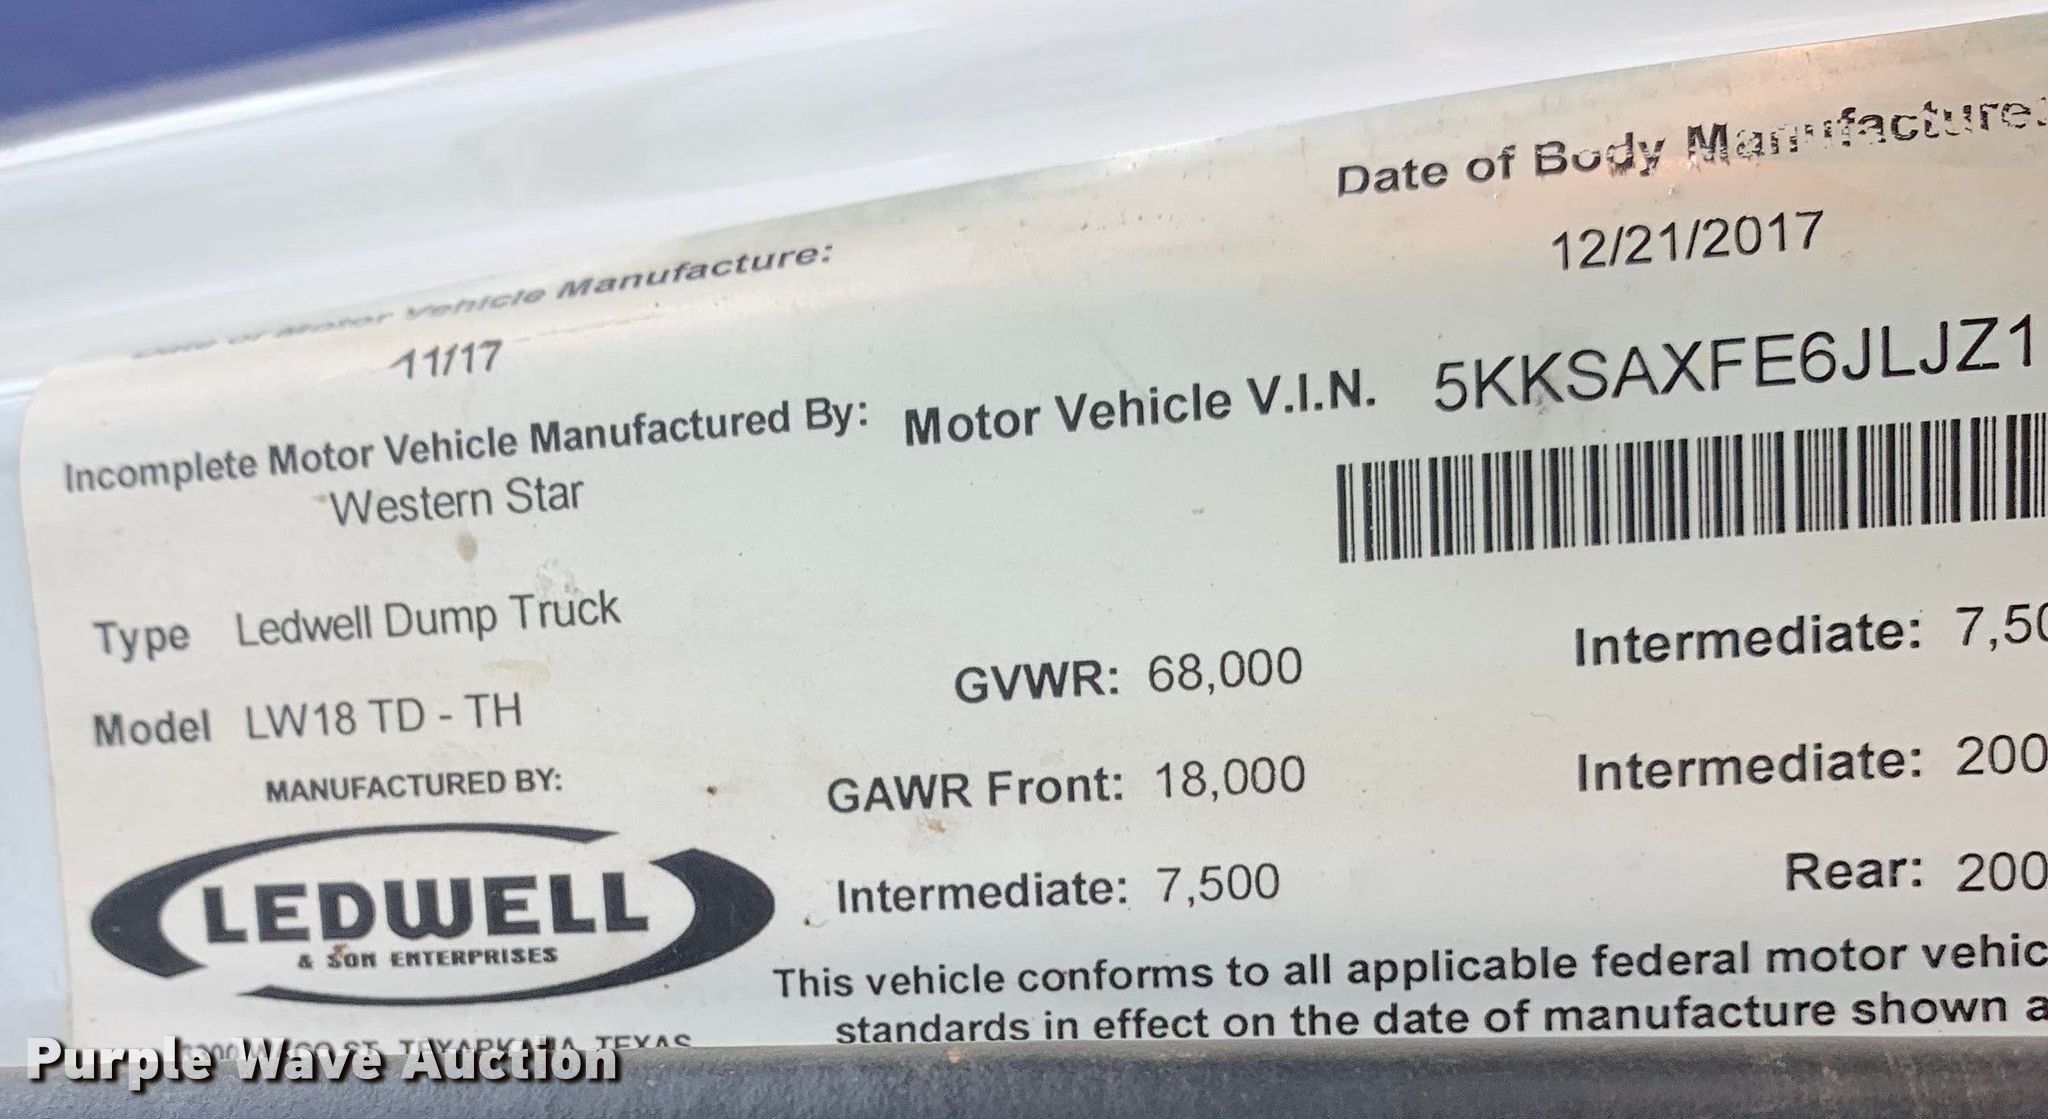 Date of Body Manufacture:
12/21/2017
Date of Motor Vehicle Manufacture:
11/17
Incomplete Motor Vehicle Manufactured By:
Western Star
Motor Vehicle V.I.N. 5KKSAXFE6JLJZ1
Type Ledwell Dump Truck
Model LW18 TD - TH
MANUFACTURED BY:
LEDWELL
& SON ENTERPRISES
ST. TEXARKANA, TEXAS
GVWR: 68,000
Intermediate: 7,50
GAWR Front: 18,000
Intermediate: 200
Intermediate: 7,500
Rear: 200
This vehicle conforms to all applicable federal motor vehic
standards in effect on the date of manufacture shown a
Purple Wave Auction